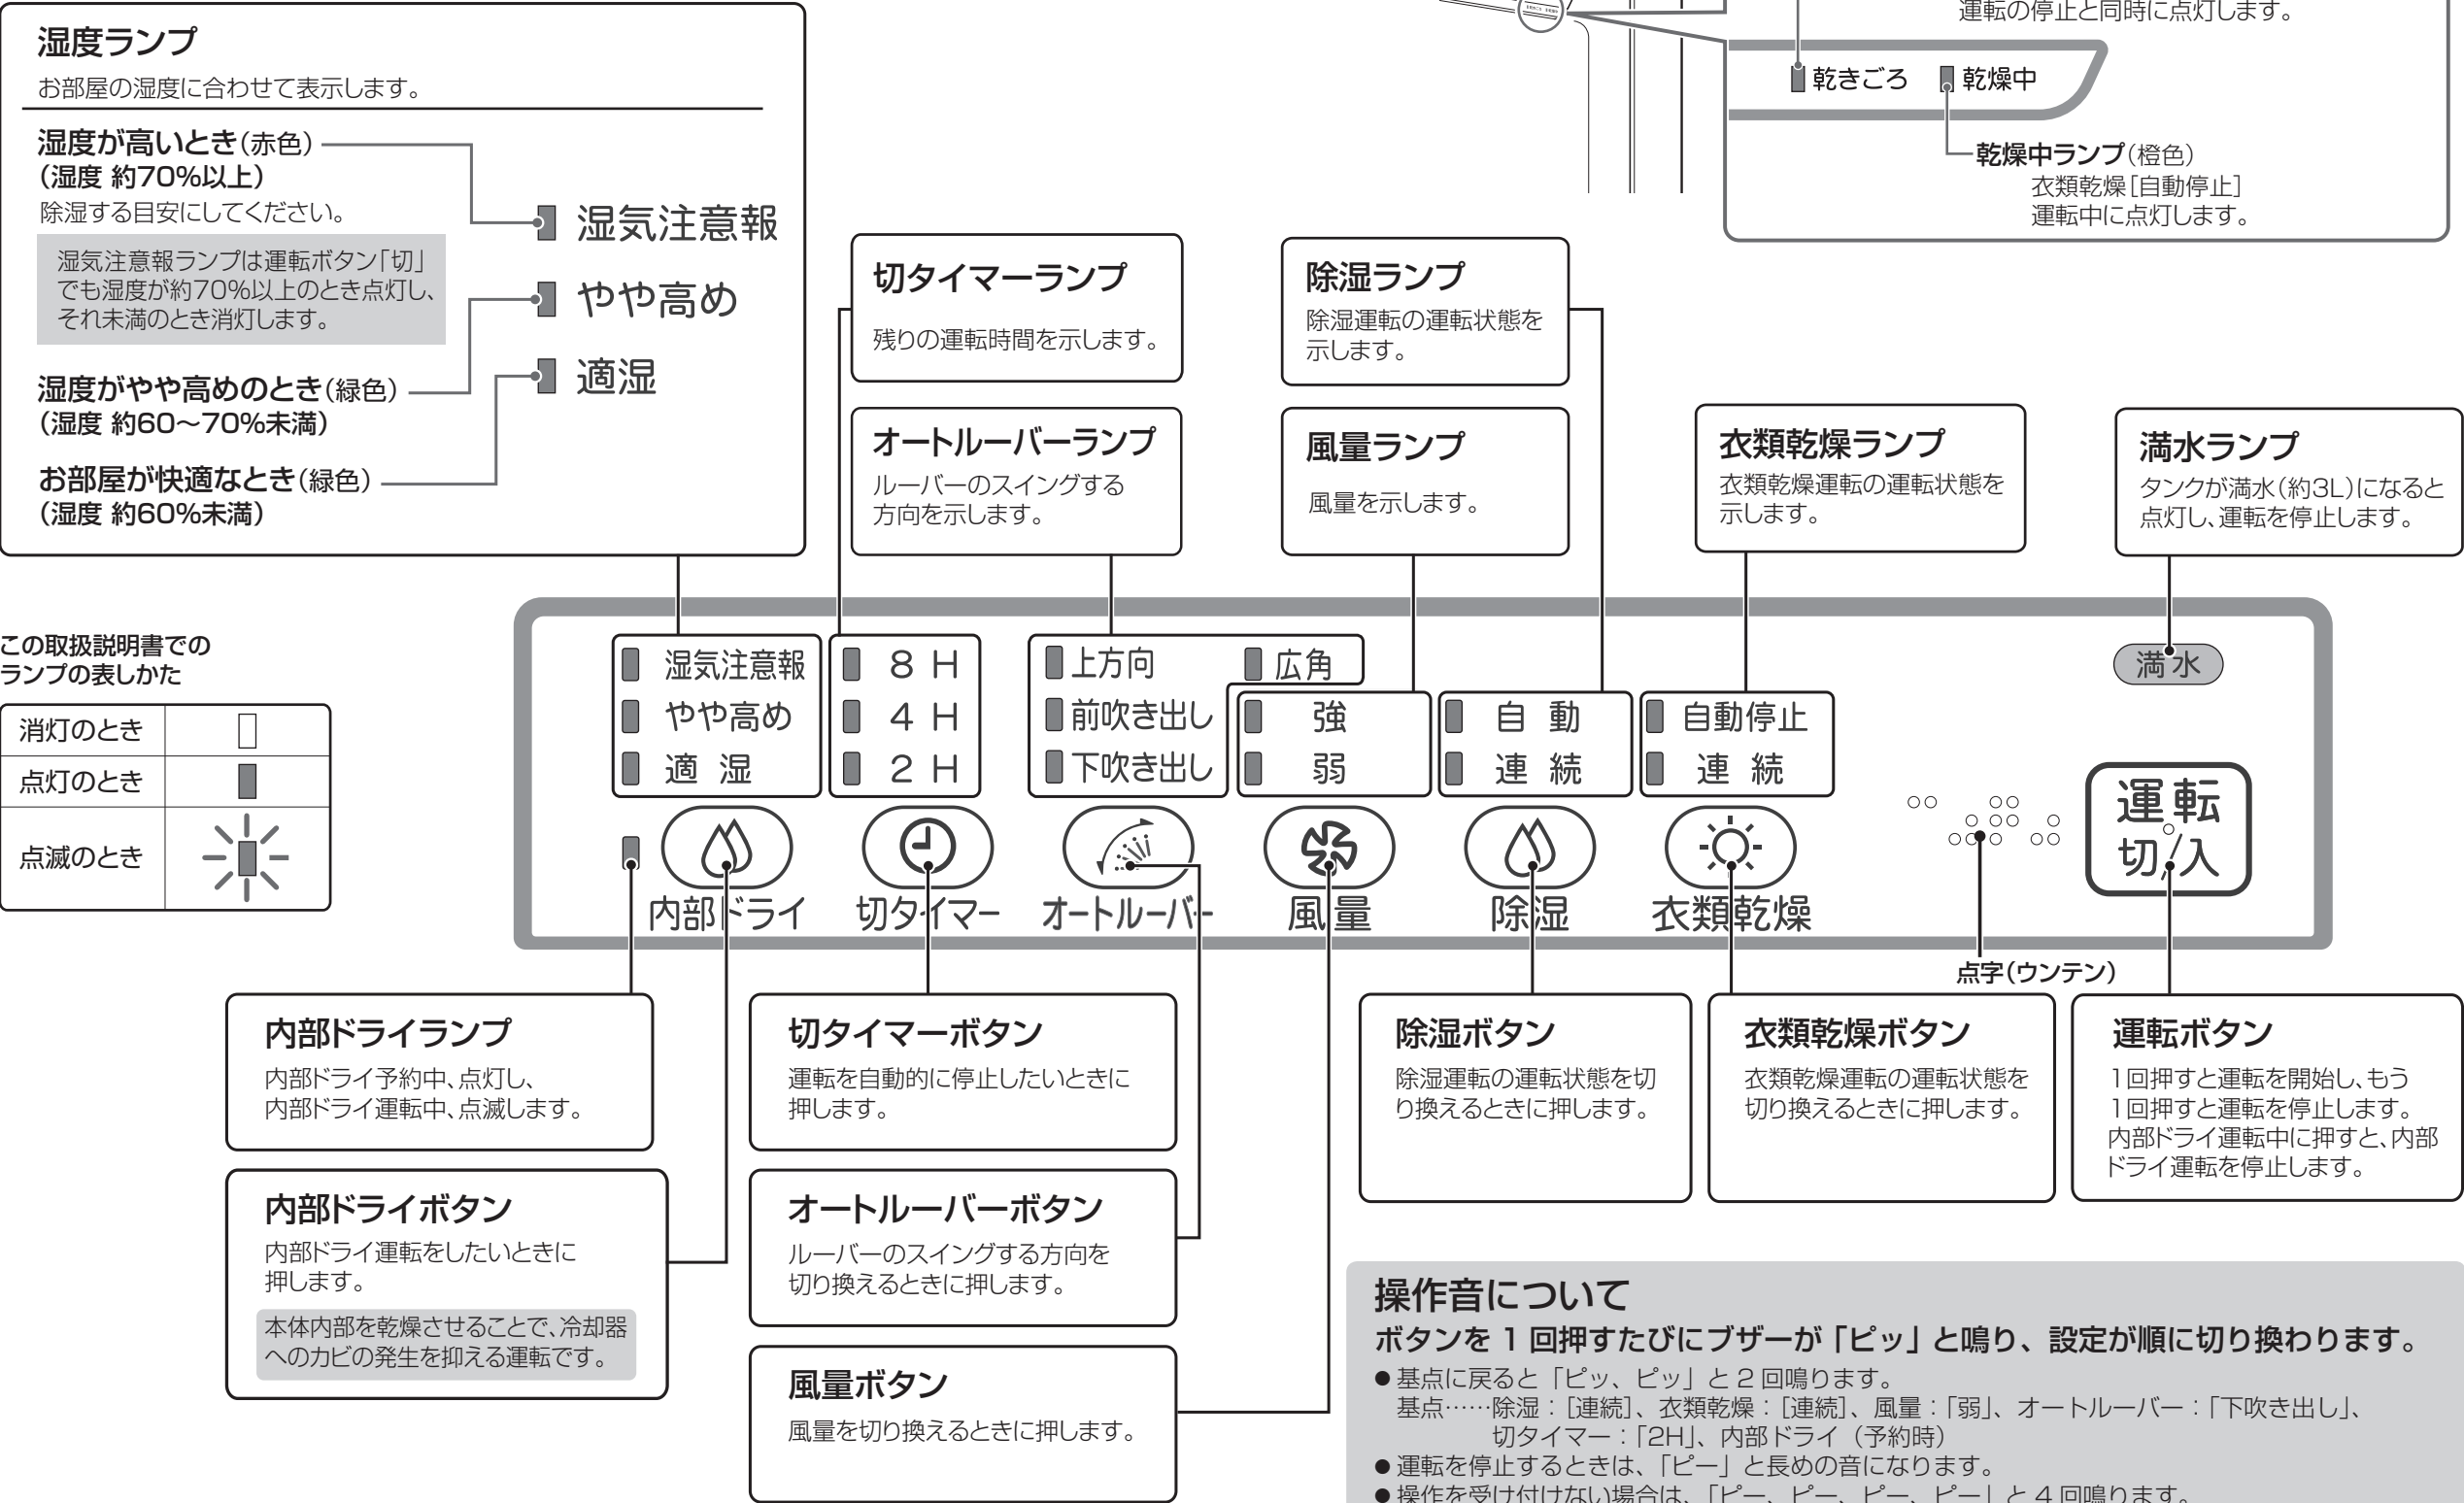 湿度ランプ
お部屋の湿度に合わせて表示します。
湿度が高いとき(赤色)
(湿度 約70%以上)
除湿する目安にしてください。
湿気注意報ランプは運転ボタン「切」
でも湿度が約70%以上のとき点灯し、
それ未満のとき消灯します。
湿度がやや高めのとき(緑色)
(湿度 約60〜70%未満)
お部屋が快適なとき(緑色)
(湿度 約60%未満)
湿気注意報
やや高め
適湿
運転の停止と同時に点灯します。
乾きごろ 乾燥中
乾燥中ランプ(橙色)
衣類乾燥[自動停止]
運転中に点灯します。
切タイマーランプ
残りの運転時間を示します。
除湿ランプ
除湿運転の運転状態を
示します。
オートルーバーランプ
ルーバーのスイングする
方向を示します。
風量ランプ
風量を示します。
衣類乾燥ランプ
衣類乾燥運転の運転状態を
示します。
満水ランプ
タンクが満水(約3L)になると
点灯し、運転を停止します。
この取扱説明書での
ランプの表しかた
消灯のとき
点灯のとき
点滅のとき
湿気注意報 8 H 上方向 広角 満水
やや高め 4 H 前吹き出し 強 自動 自動停止
適湿 2 H 下吹き出し 弱 連続 連続
運転
切/入
内部ドライ 切タイマー オートルーバー 風量 除湿 衣類乾燥
点字(ウンテン)
内部ドライランプ
内部ドライ予約中、点灯し、
内部ドライ運転中、点滅します。
内部ドライボタン
内部ドライ運転をしたいときに
押します。
本体内部を乾燥させることで、冷却器
へのカビの発生を抑える運転です。
切タイマーボタン
運転を自動的に停止したいときに
押します。
オートルーバーボタン
ルーバーのスイングする方向を
切り換えるときに押します。
風量ボタン
風量を切り換えるときに押します。
除湿ボタン
除湿運転の運転状態を切
り換えるときに押します。
衣類乾燥ボタン
衣類乾燥運転の運転状態を
切り換えるときに押します。
運転ボタン
1回押すと運転を開始し、もう
1回押すと運転を停止します。
内部ドライ運転中に押すと、内部
ドライ運転を停止します。
操作音について
ボタンを 1 回押すたびにブザーが「ピッ」と鳴り、設定が順に切り換わります。
●基点に戻ると「ピッ、ピッ」と 2 回鳴ります。
基点……除湿：[連続]、衣類乾燥：[連続]、風量：「弱」、オートルーバー：「下吹き出し」、
切タイマー：「2H」、内部ドライ（予約時）
●運転を停止するときは、「ピー」と長めの音になります。
●操作を受け付けない場合は、「ピー、ピー、ピー、ピー」と 4 回鳴ります。